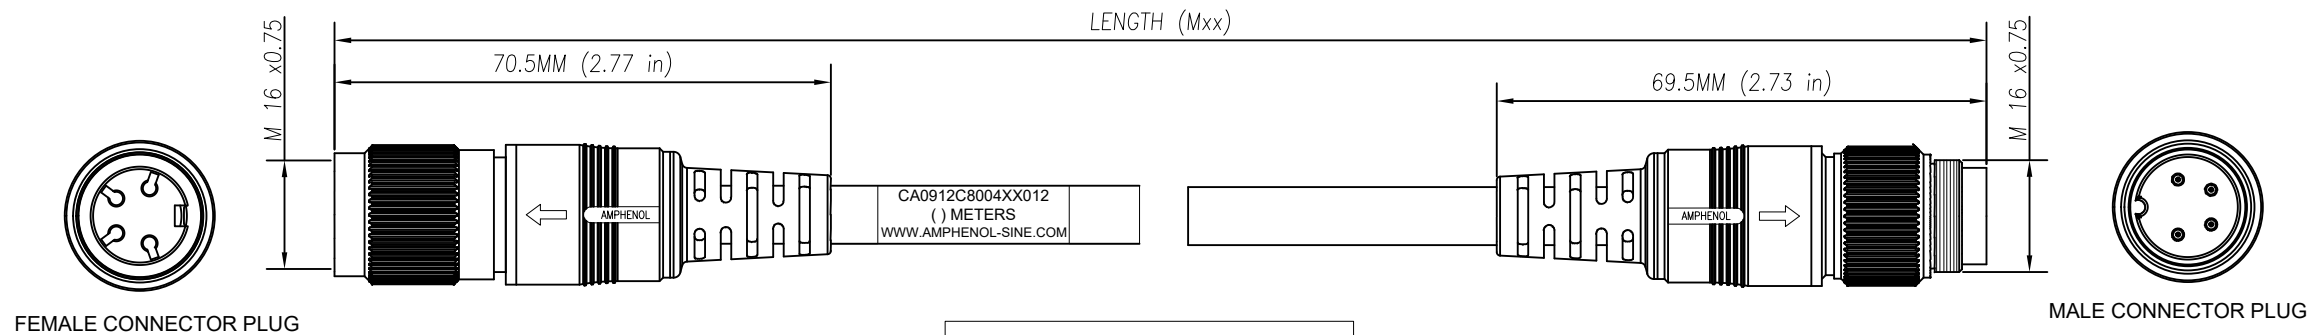 LENGTH (Mxx)
70.5MM (2.77 in)
69.5MM (2.73 in)
M 16 x0.75
M 16 x0.75
AMPHENOL
CA0912C8004XX012
( ) METERS
WWW.AMPHENOL-SINE.COM
AMPHENOL
FEMALE CONNECTOR PLUG
MALE CONNECTOR PLUG